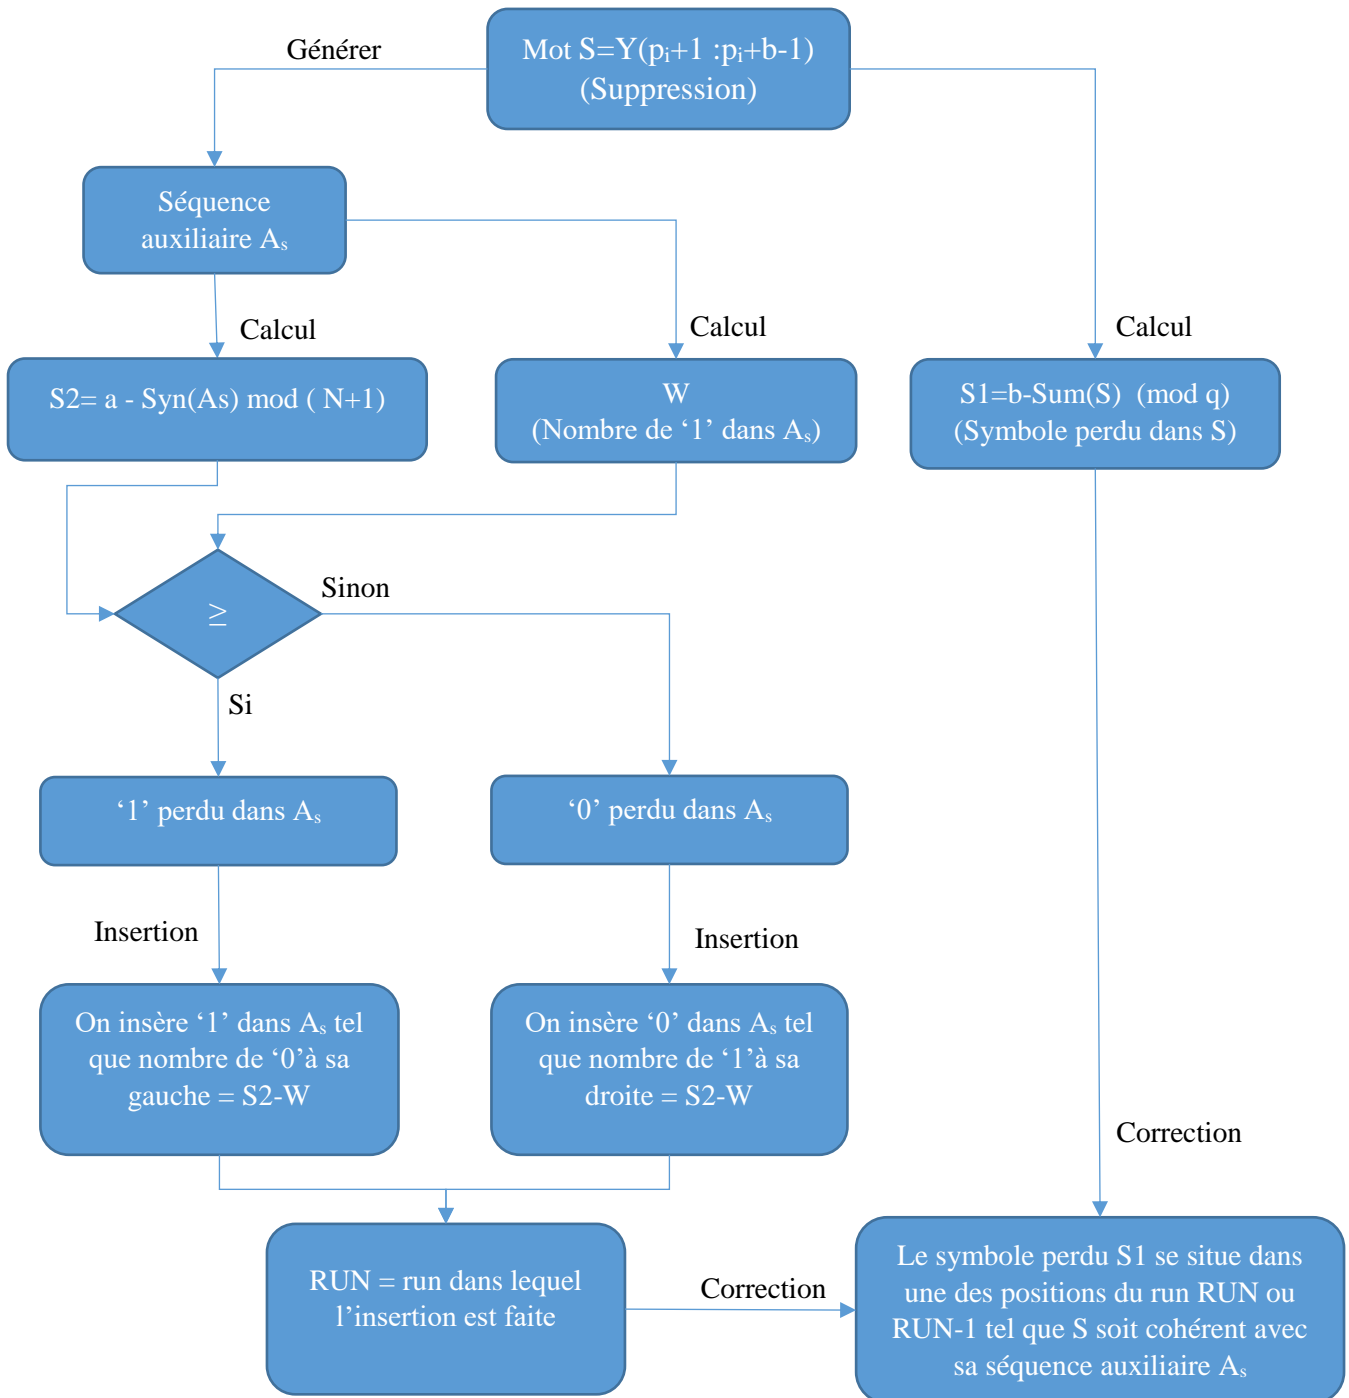 Mot S=Y(pᵢ+1 :pᵢ+b-1)
(Suppression)
Générer
Séquence
auxiliaire Aₛ
Calcul
Calcul
Calcul
S2= a - Syn(As) mod ( N+1)
W
(Nombre de ‘1’ dans Aₛ)
S1=b-Sum(S) (mod q)
(Symbole perdu dans S)
≥
Sinon
Si
‘1’ perdu dans Aₛ
‘0’ perdu dans Aₛ
Insertion
Insertion
On insère ‘1’ dans Aₛ tel
que nombre de ‘0’à sa
gauche = S2-W
On insère ‘0’ dans Aₛ tel
que nombre de ‘1’à sa
droite = S2-W
Correction
RUN = run dans lequel
l’insertion est faite
Correction
Le symbole perdu S1 se situe dans
une des positions du run RUN ou
RUN-1 tel que S soit cohérent avec
sa séquence auxiliaire Aₛ